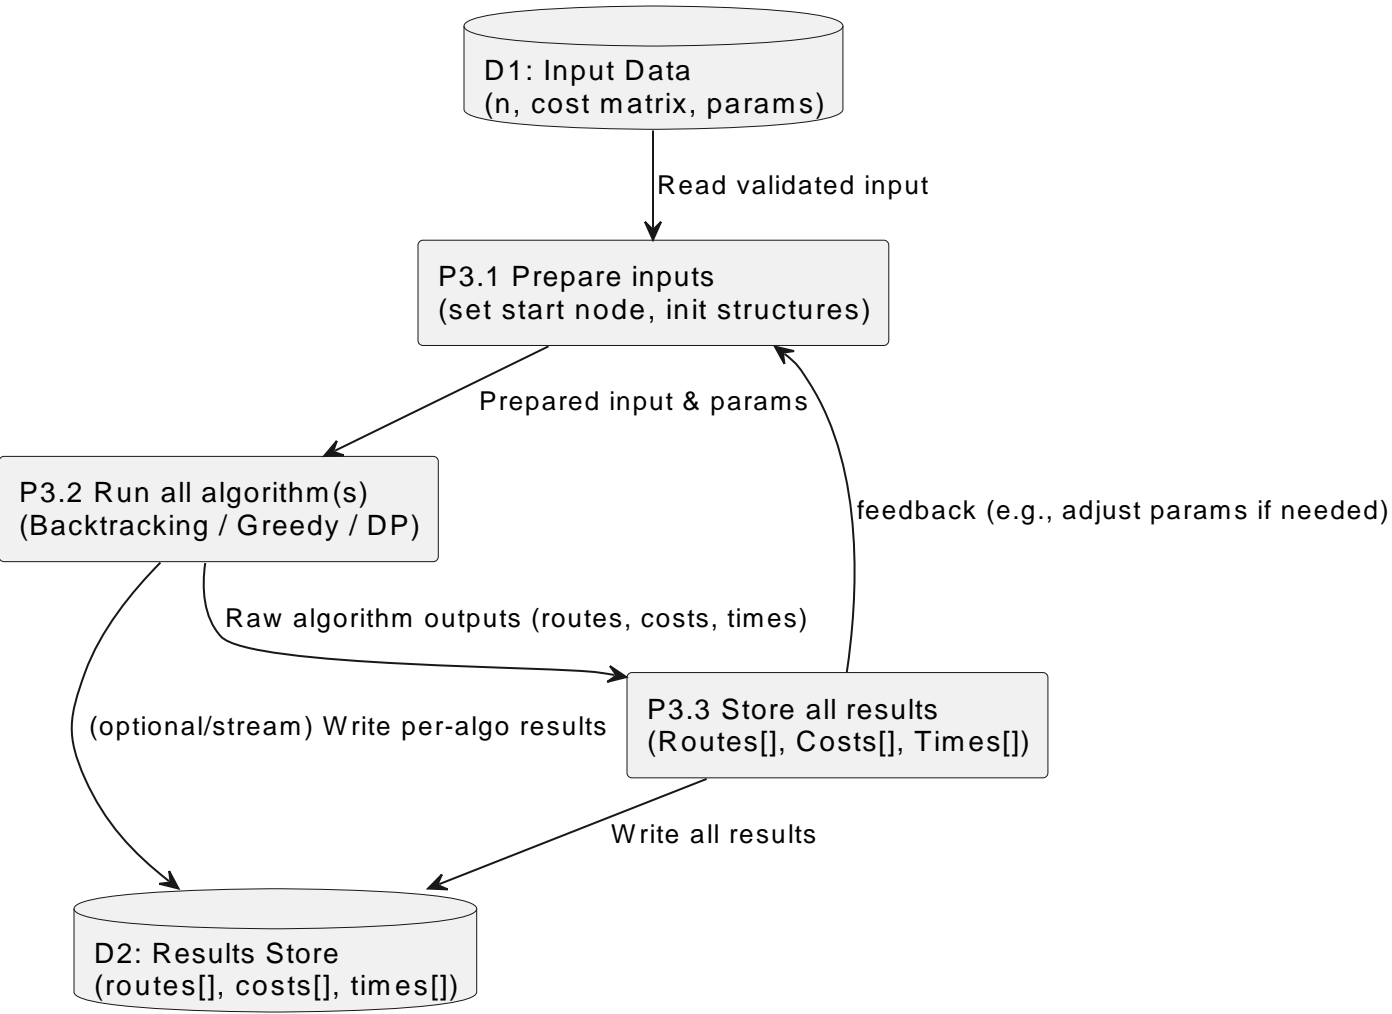 D1: Input Data
(n, cost matrix, params)
Read validated input
P3.1 Prepare inputs
(set start node, init structures)
Prepared input & params
P3.2 Run all algorithm(s)
(Backtracking / Greedy / DP)
feedback (e.g., adjust params if needed)
Raw algorithm outputs (routes, costs, times)
P3.3 Store all results
(Routes[], Costs[], Times[])
(optional/stream) Write per-algo results
Write all results
D2: Results Store
(routes[], costs[], times[])